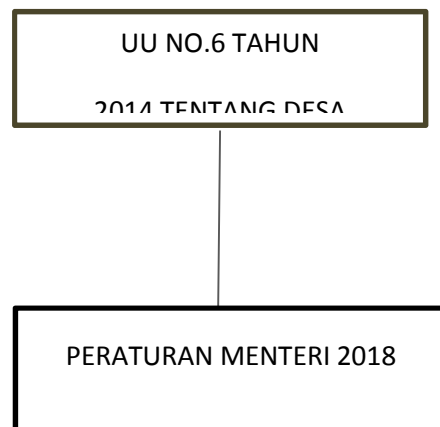 UU NO.6 TAHUN
2014 TENTANG DESA
PERATURAN MENTERI 2018